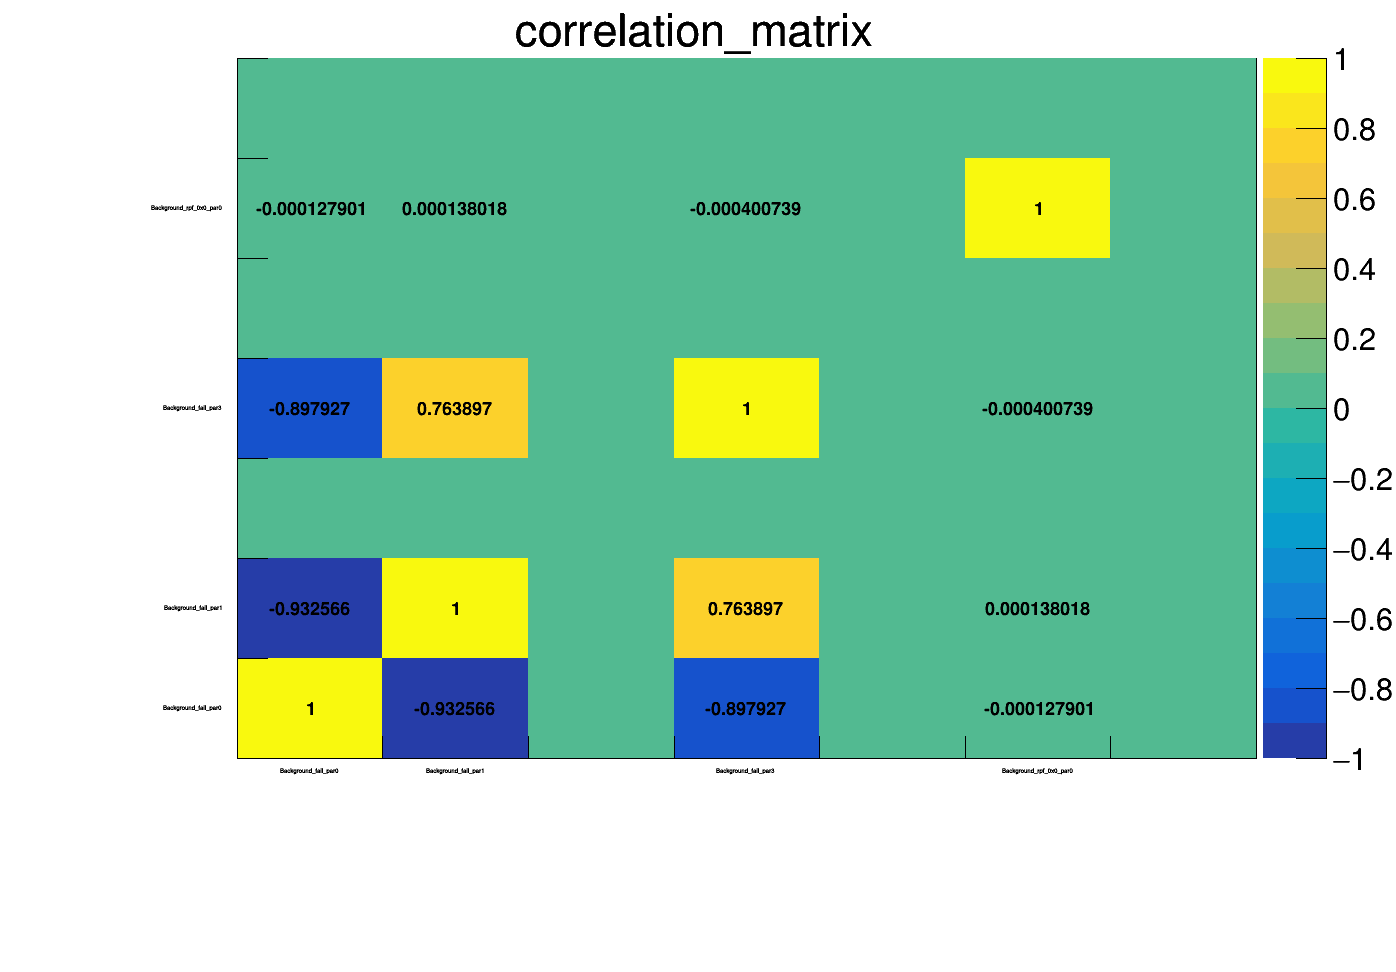 correlation_matrix
1
0.8
Background_rpf_0x0_par0 -0.000127901 0.000138018 -0.000400739 1
0.6
0.4
0.2
Background_fail_par3 -0.897927 0.763897 1 -0.000400739
0
−0.2
−0.4
Background_fail_par1 -0.932566 1 0.763897 0.000138018
−0.6
−0.8
Background_fail_par0 1 -0.932566 -0.897927 -0.000127901
−1
Background_fail_par0 Background_fail_par1 Background_fail_par3 Background_rpf_0x0_par0